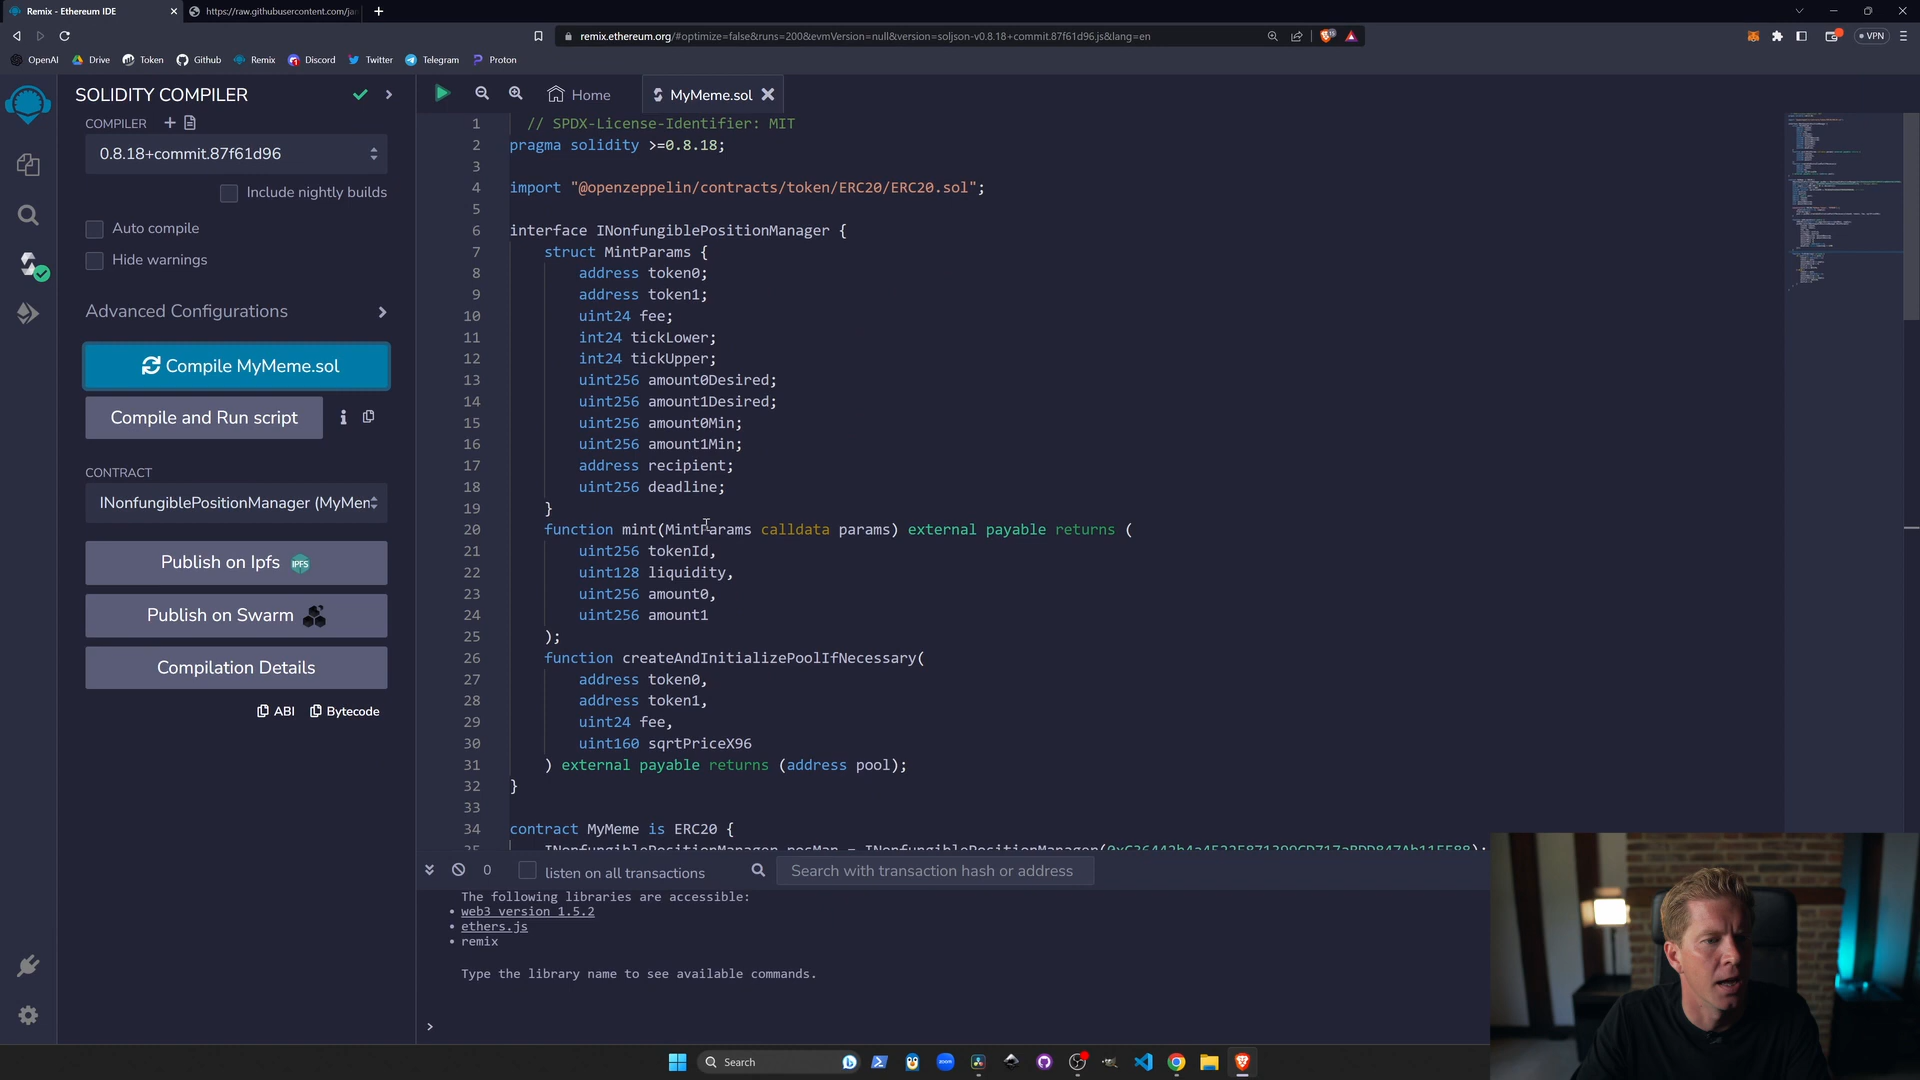 Remix - Ethereum IDE
https://raw.githubusercontent.com/ja
remix.ethereum.org/#optimize=false&runs=200&evmVersion=null&version=soljson-v0.8.18+commit.87f61d96.js&lang=en
VPN
OpenAI
Drive
Token
Github
Remix
Discord
Twitter
Telegram
Proton
SOLIDITY COMPILER
COMPILER
0.8.18+commit.87f61d96
Include nightly builds
Auto compile
Hide warnings
Advanced Configurations
Compile MyMeme.sol
Compile and Run script
CONTRACT
INonfungiblePositionManager (MyMem
Publish on Ipfs
IPFS
Publish on Swarm
Compilation Details
ABI
Bytecode
Home
MyMeme.sol
1 // SPDX-License-Identifier: MIT
2 pragma solidity >=0.8.18;
3
4 import "@openzeppelin/contracts/token/ERC20/ERC20.sol";
5
6 interface INonfungiblePositionManager {
7 struct MintParams {
8 address token0;
9 address token1;
10 uint24 fee;
11 int24 tickLower;
12 int24 tickUpper;
13 uint256 amount0Desired;
14 uint256 amount1Desired;
15 uint256 amount0Min;
16 uint256 amount1Min;
17 address recipient;
18 uint256 deadline;
19 }
20 function mint(MintParams calldata params) external payable returns (
21 uint256 tokenId,
22 uint128 liquidity,
23 uint256 amount0,
24 uint256 amount1
25 );
26 function createAndInitializePoolIfNecessary(
27 address token0,
28 address token1,
29 uint24 fee,
30 uint160 sqrtPriceX96
31 ) external payable returns (address pool);
32 }
33
34 contract MyMeme is ERC20 {
35 INonfungiblePositionManager posMan = INonfungiblePositionManager(
0
listen on all transactions
Search with transaction hash or address
The following libraries are accessible:
• web3 version 1.5.2
• ethers.js
• remix
Type the library name to see available commands.
>
Search
zoom